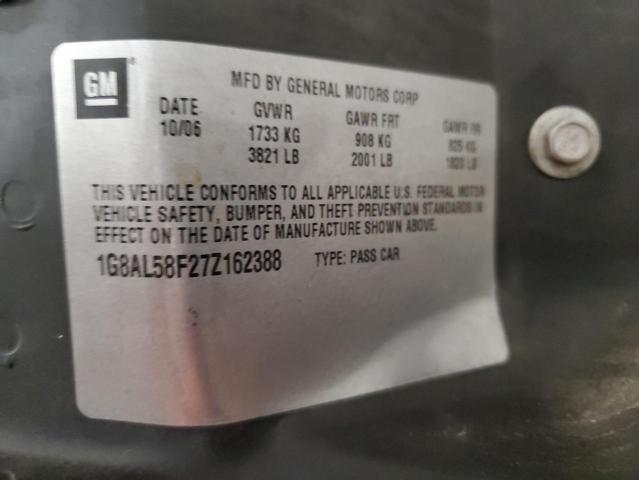 GM
MFD BY GENERAL MOTORS CORP
DATE GVWR GAWR FRT GAWR RR
10/06 1733 KG 908 KG 825 KG
3821 LB 2001 LB 1820 LB
THIS VEHICLE CONFORMS TO ALL APPLICABLE U.S. FEDERAL MOTOR
VEHICLE SAFETY, BUMPER, AND THEFT PREVENTION STANDARDS IN
EFFECT ON THE DATE OF MANUFACTURE SHOWN ABOVE.
1G8AL58F27Z162388 TYPE: PASS CAR